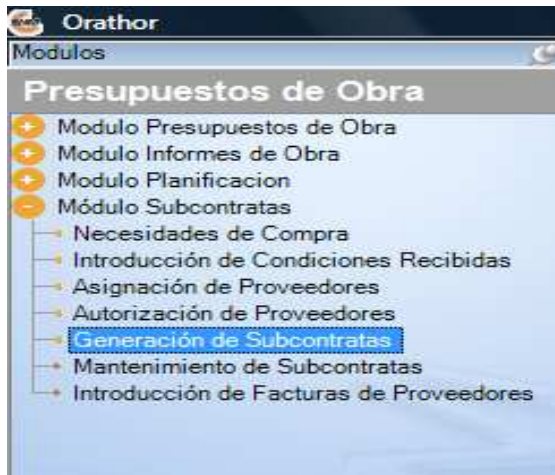 Orathor
Modulos
Presupuestos de Obra
Modulo Presupuestos de Obra
Modulo Informes de Obra
Modulo Planificacion
Módulo Subcontratas
Necesidades de Compra
Introducción de Condiciones Recibidas
Asignación de Proveedores
Autorización de Proveedores
Generación de Subcontratas
Mantenimiento de Subcontratas
Introducción de Facturas de Proveedores